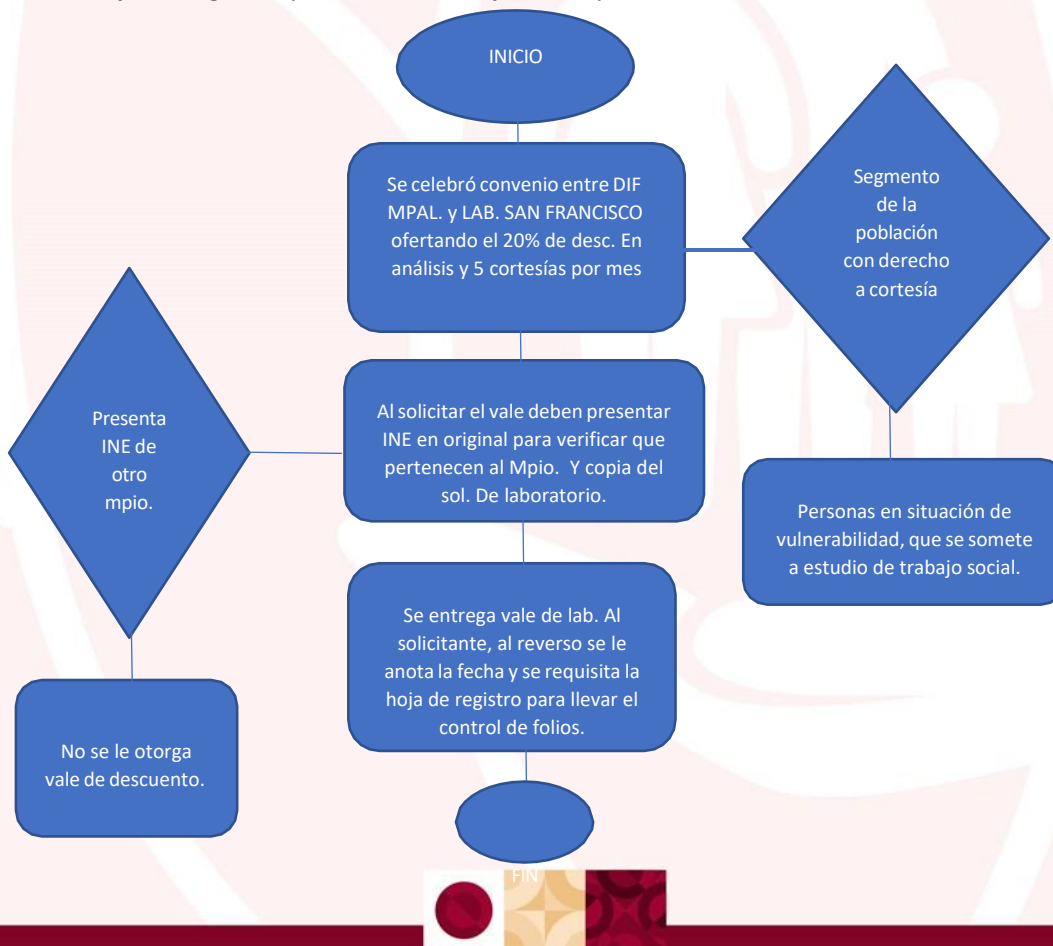 INICIO
Se celebró convenio entre DIF
MPAL. y LAB. SAN FRANCISCO
ofertando el 20% de desc. En
análisis y 5 cortesías por mes
Segmento
de la
población
con derecho
a cortesía
Presenta
INE de
otro
mpio.
Al solicitar el vale deben presentar
INE en original para verificar que
pertenecen al Mpio. Y copia del
sol. De laboratorio.
Personas en situación de
vulnerabilidad, que se somete
a estudio de trabajo social.
Se entrega vale de lab. Al
solicitante, al reverso se le
anota la fecha y se requisita la
hoja de registro para llevar el
control de folios.
No se le otorga
vale de descuento.
FIN